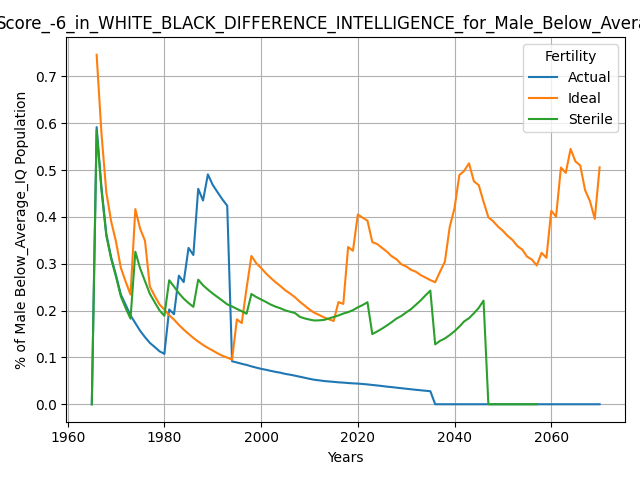 Score_-6_in_WHITE_BLACK_DIFFERENCE_INTELLIGENCE_for_Male_Below_Avera
Fertility
Actual
Ideal
Sterile
% of Male Below_Average_IQ Population
0.7
0.6
0.5
0.4
0.3
0.2
0.1
0.0
1960 1980 2000 2020 2040 2060
Years